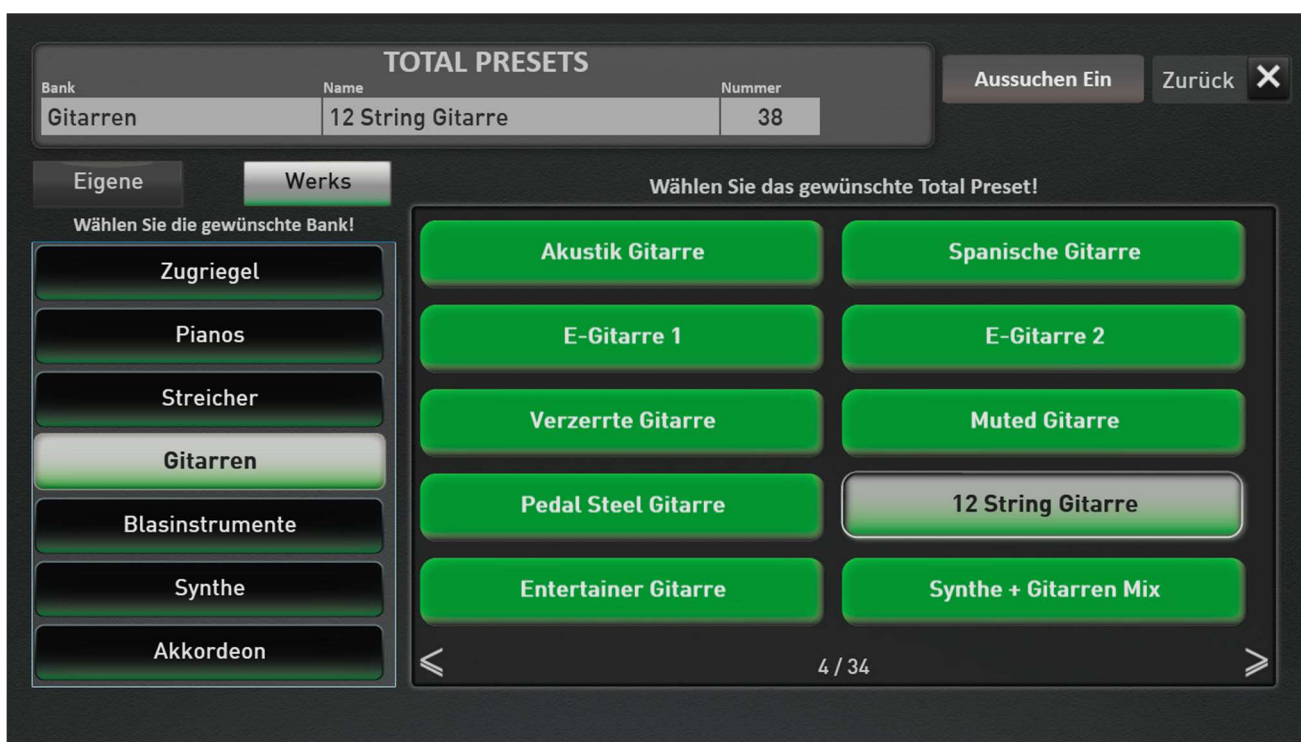 TOTAL PRESETS
Bank Name Nummer
Gitarren 12 String Gitarre 38
Aussuchen Ein Zurück
Eigene Werks
Wählen Sie die gewünschte Bank!
Zugriegel
Pianos
Streicher
Gitarren
Blasinstrumente
Synthe
Akkordeon
Wählen Sie das gewünschte Total Preset!
Akustik Gitarre Spanische Gitarre
E-Gitarre 1 E-Gitarre 2
Verzerrte Gitarre Muted Gitarre
Pedal Steel Gitarre 12 String Gitarre
Entertainer Gitarre Synthe + Gitarren Mix
4 / 34